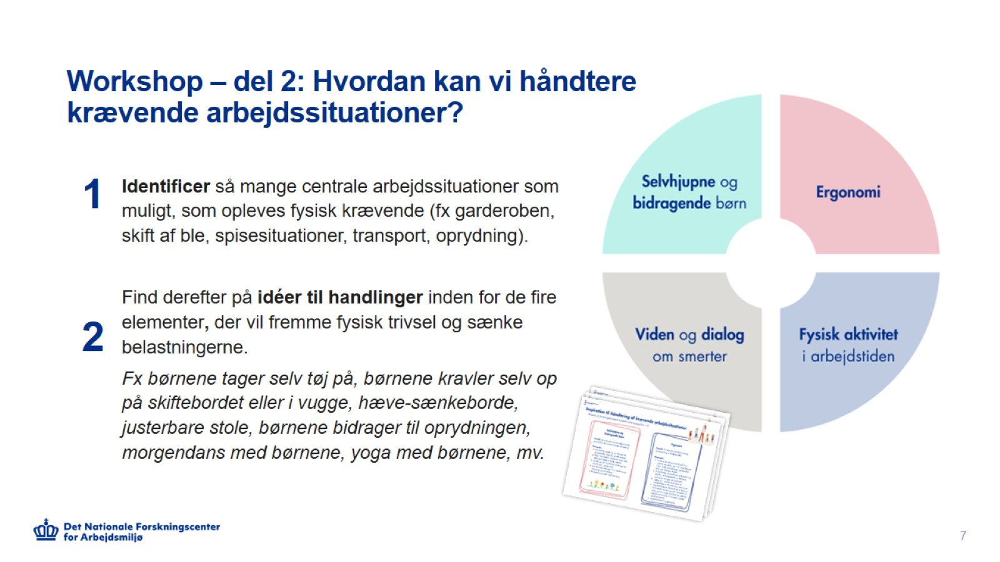 Workshop – del 2: Hvordan kan vi håndtere
krævende arbejdssituationer?
1
Identificer så mange centrale arbejdssituationer som
muligt, som opleves fysisk krævende (fx garderoben,
skift af ble, spisesituationer, transport, oprydning).
2
Find derefter på idéer til handlinger inden for de fire
elementer, der vil fremme fysisk trivsel og sænke
belastningerne.
Fx børnene tager selv tøj på, børnene kravler selv op
på skiftebordet eller i vugge, hæve-sænkeborde,
justerbare stole, børnene bidrager til oprydningen,
morgendans med børnene, yoga med børnene, mv.
Selvhjupne og
bidragende børn
Ergonomi
Viden og dialog
om smerter
Fysisk aktivitet
i arbejdstiden
Inspiration til håndtering af krævende arbejdssituationer
Selvhjulpne og
bidragende børn
Ergonomi
Det Nationale Forskningscenter
for Arbejdsmiljø
7